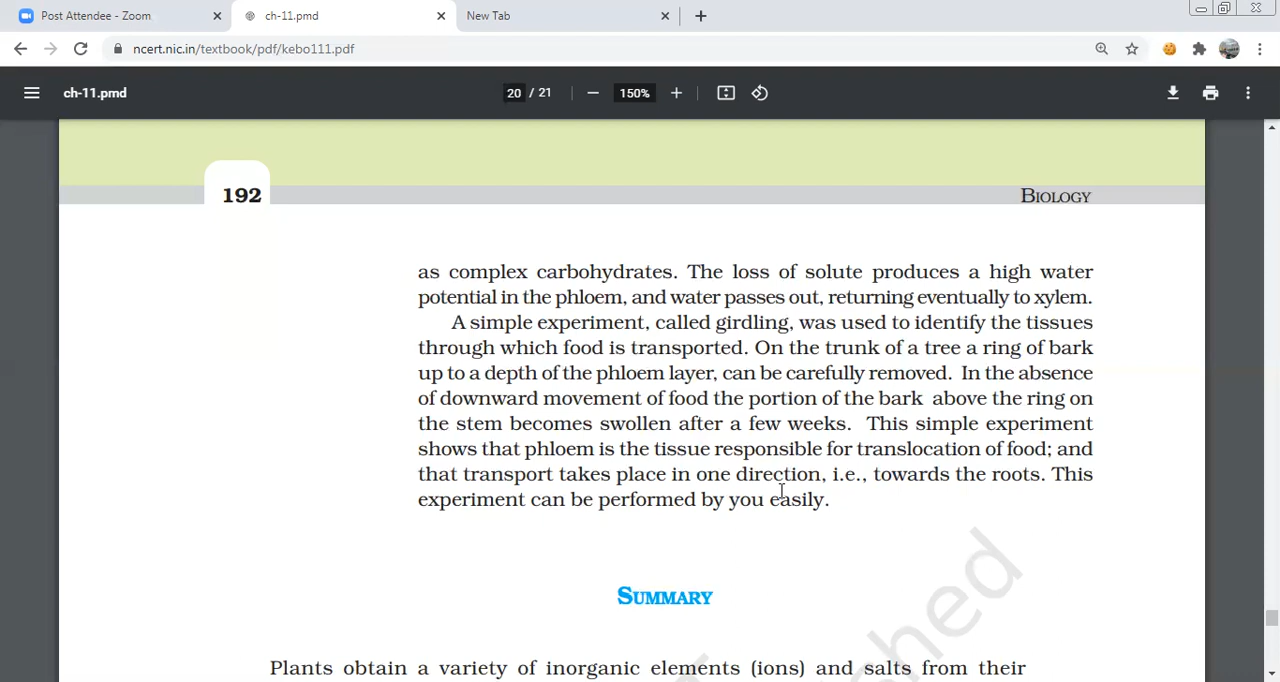 Post Attendee - Zoom
ch-11.pmd
New Tab
ncert.nic.in/textbook/pdf/kebo111.pdf
ch-11.pmd
20 / 21
150%
192
BIOLOGY
as complex carbohydrates. The loss of solute produces a high water
potential in the phloem, and water passes out, returning eventually to xylem.
A simple experiment, called girdling, was used to identify the tissues
through which food is transported. On the trunk of a tree a ring of bark
up to a depth of the phloem layer, can be carefully removed. In the absence
of downward movement of food the portion of the bark above the ring on
the stem becomes swollen after a few weeks. This simple experiment
shows that phloem is the tissue responsible for translocation of food; and
that transport takes place in one direction, i.e., towards the roots. This
experiment can be performed by you easily.
SUMMARY
Plants obtain a variety of inorganic elements (ions) and salts from their